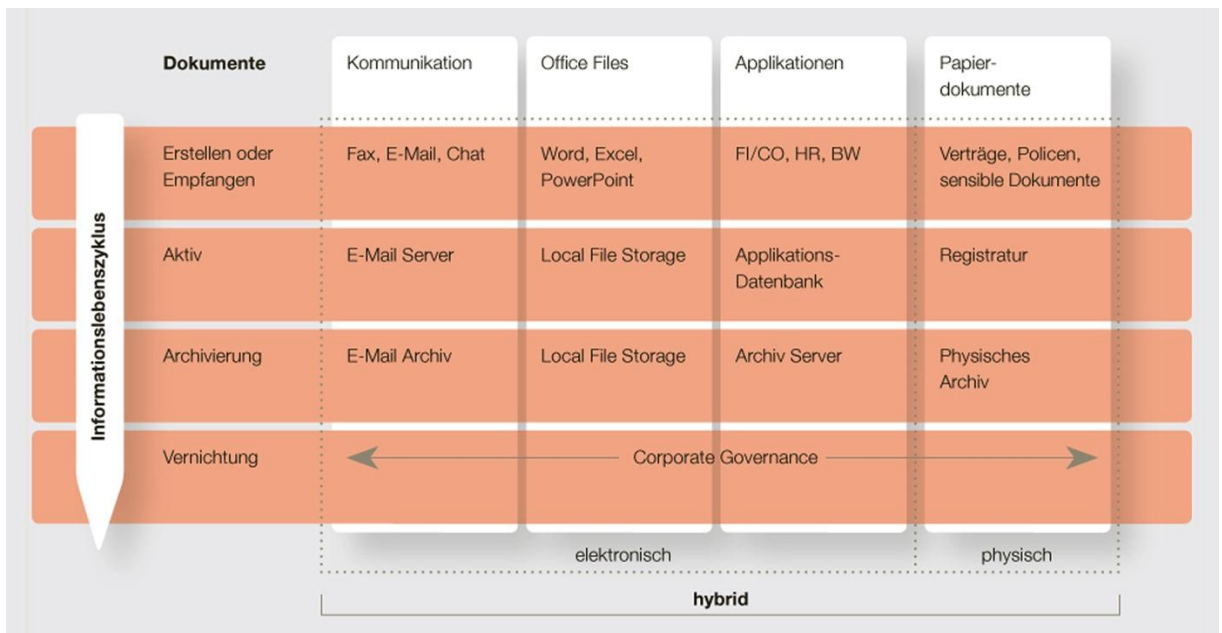 Dokumente
Kommunikation
Office Files
Applikationen
Papier-
dokumente
Informationslebenszyklus
Erstellen oder
Empfangen
Fax, E-Mail, Chat
Word, Excel,
PowerPoint
FI/CO, HR, BW
Verträge, Policen,
sensible Dokumente
Aktiv
E-Mail Server
Local File Storage
Applikations-
Datenbank
Registratur
Archivierung
E-Mail Archiv
Local File Storage
Archiv Server
Physisches
Archiv
Vernichtung
Corporate Governance
elektronisch
physisch
hybrid